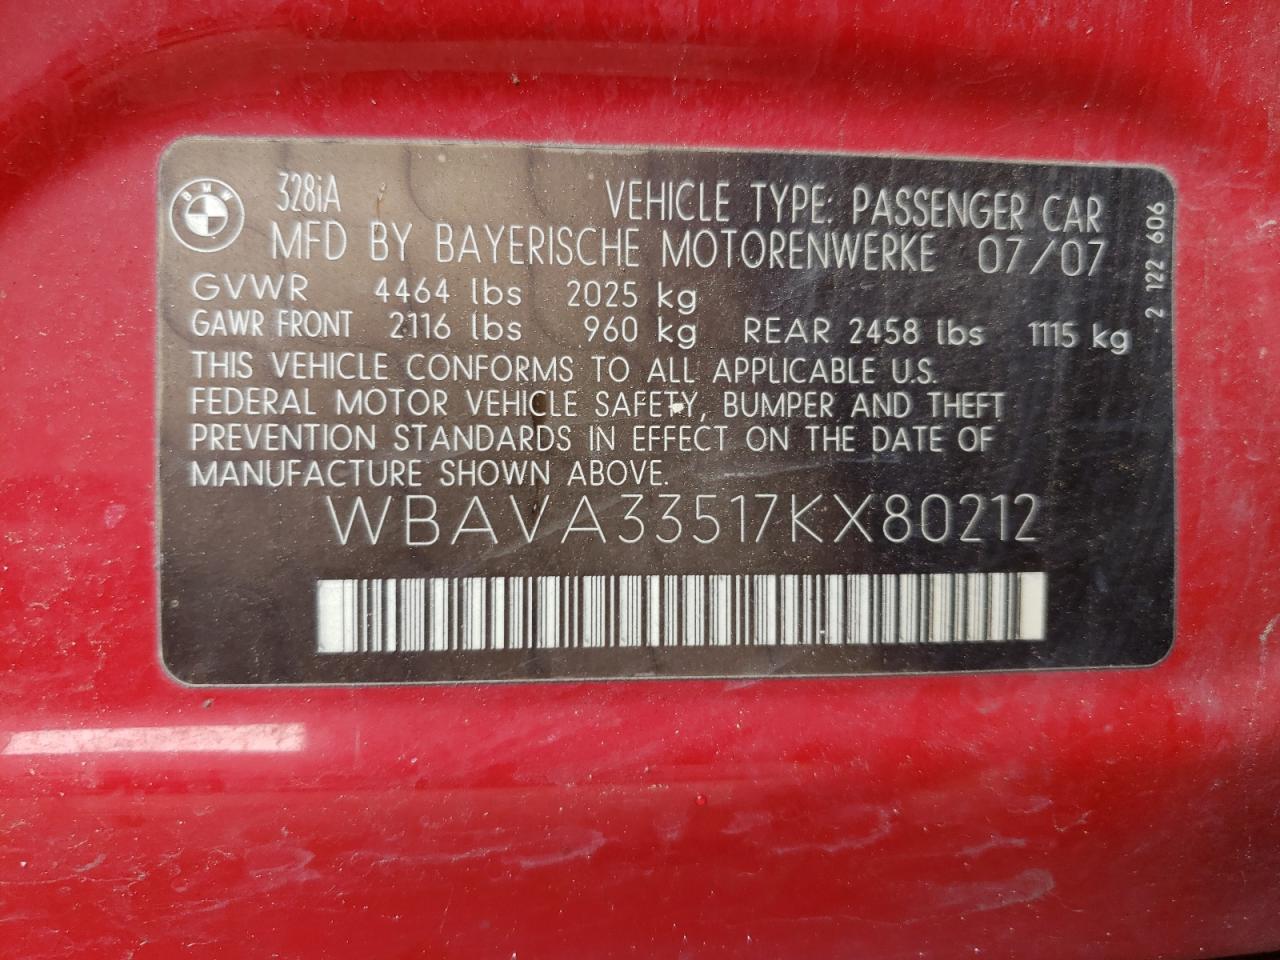 BMW
328iA VEHICLE TYPE: PASSENGER CAR
MFD BY BAYERISCHE MOTORENWERKE 07/07
GVWR 4464 lbs 2025 kg
GAWR FRONT 2116 lbs 960 kg REAR 2458 lbs 1115 kg
THIS VEHICLE CONFORMS TO ALL APPLICABLE U.S.
FEDERAL MOTOR VEHICLE SAFETY, BUMPER AND THEFT
PREVENTION STANDARDS IN EFFECT ON THE DATE OF
MANUFACTURE SHOWN ABOVE.
WBAVA33517KX80212
2 122 606